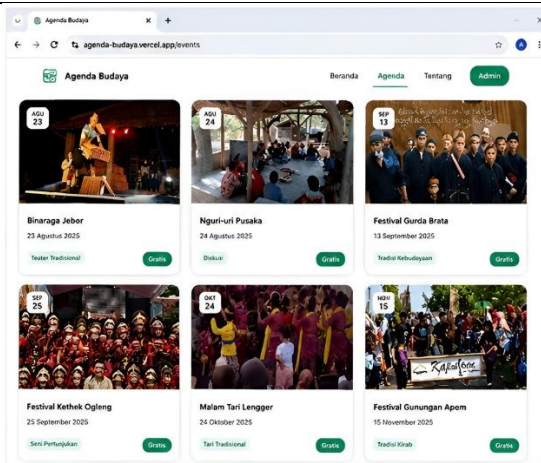 Agenda Budaya
agenda-budaya.vercel.app/events
A
Agenda Budaya
Beranda
Agenda
Tentang
Admin
AGU
23
Binaraga Jebor
23 Agustus 2025
Teater Tradisional
Gratis
AGU
24
Nguri-uri Pusaka
24 Agustus 2025
Diskusi
Gratis
SEP
13
Festival Gurda Brata
13 September 2025
Tradisi Kebudayaan
Gratis
SEP
25
Festival Kethek Ogleng
25 September 2025
Seni Pertunjukan
Gratis
OKT
24
Malam Tari Lengger
24 Oktober 2025
Tari Tradisional
Gratis
NOV
15
Festival Gunungan Apem
15 November 2025
Tradisi Kirab
Gratis